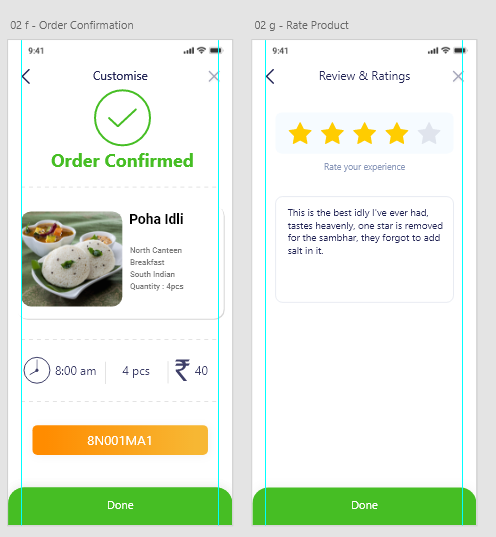 02 f - Order Confirmation
9:41
Customise
Order Confirmed
Poha Idli
North Canteen
Breakfast
South Indian
Quantity : 4pcs
8:00 am
4 pcs
₹ 40
8N001MA1
Done
02 g - Rate Product
9:41
Review & Ratings
Rate your experience
This is the best idly I've ever had,
tastes heavenly, one star is removed
for the sambhar, they forgot to add
salt in it.
Done